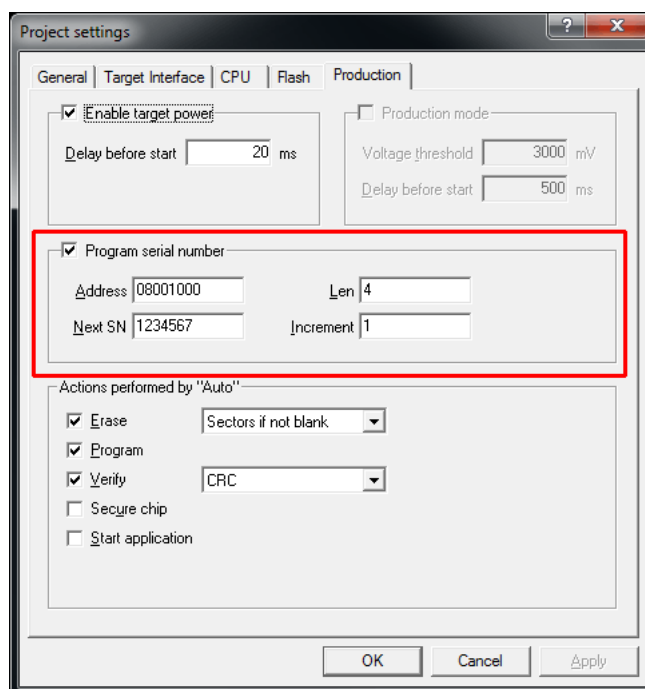 Project settings
General Target Interface CPU Flash Production
Enable target power
Delay before start 20 ms
Production mode
Voltage threshold 3000 mV
Delay before start 500 ms
Program serial number
Address 08001000 Len 4
Next SN 1234567 Increment 1
Actions performed by "Auto"
Erase Sectors if not blank
Program
Verify CRC
Secure chip
Start application
OK Cancel Apply